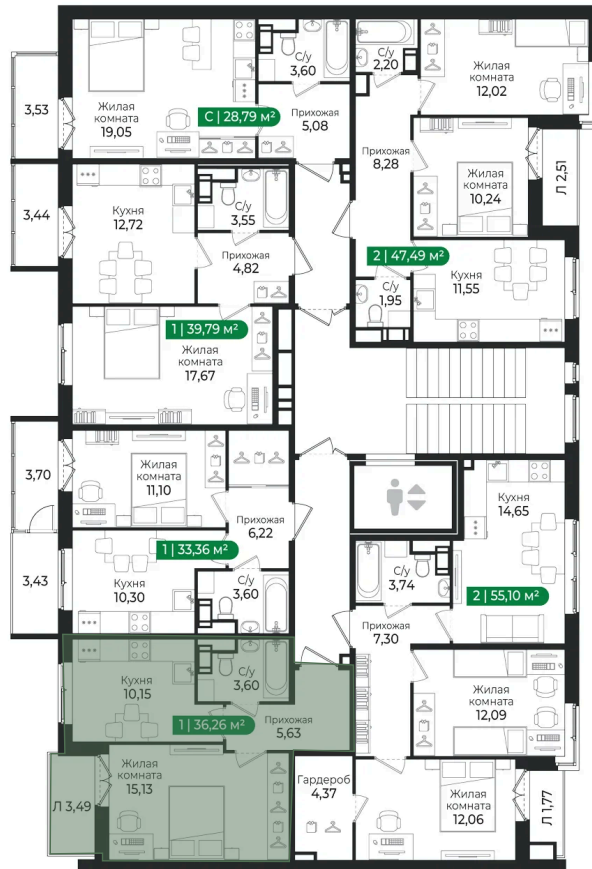 3,53
Жилая
комната
19,05
С | 28,79 м²
С/у
3,60
Прихожая
5,08
С/у
2,20
Жилая
комната
12,02
Прихожая
8,28
Жилая
комната
10,24
Л 2,51
3,44
Кухня
12,72
С/у
3,55
Прихожая
4,82
2 | 47,49 м²
С/у
1,95
Кухня
11,55
1 | 39,79 м²
Жилая
комната
17,67
3,70
Жилая
комната
11,10
Прихожая
6,22
3,43
Кухня
10,30
1 | 33,36 м²
С/у
3,60
Кухня
14,65
С/у
3,74
2 | 55,10 м²
Прихожая
7,30
Кухня
10,15
С/у
3,60
1 | 36,26 м²
Прихожая
5,63
Жилая
комната
12,09
Л 3,49
Жилая
комната
15,13
Гардероб
4,37
Жилая
комната
12,06
Л 1,77